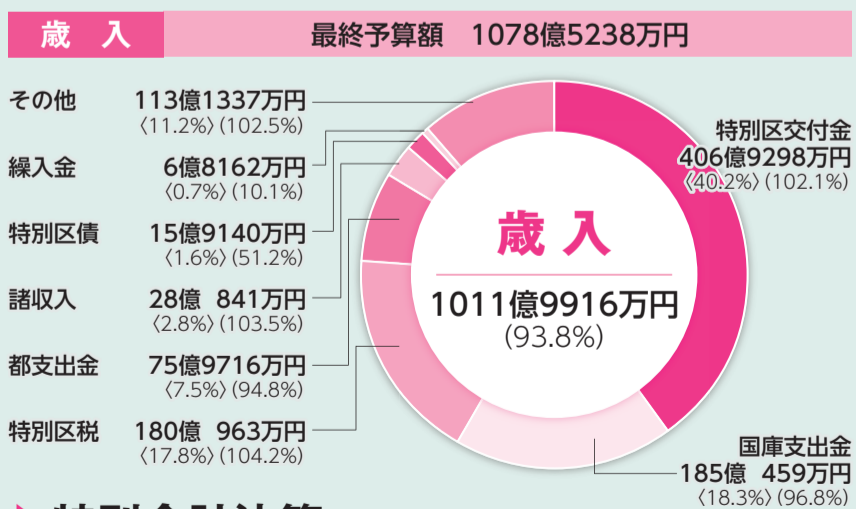 歳 入
最終予算額 1078億5238万円
その他 113億1337万円
〈11.2%〉(102.5%)
繰入金 6億8162万円
〈0.7%〉(10.1%)
特別区債 15億9140万円
〈1.6%〉(51.2%)
諸収入 28億 841万円
〈2.8%〉(103.5%)
都支出金 75億9716万円
〈7.5%〉(94.8%)
特別区税 180億 963万円
〈17.8%〉(104.2%)
歳 入
1011億9916万円
(93.8%)
特別区交付金
406億9298万円
〈40.2%〉(102.1%)
国庫支出金
185億 459万円
〈18.3%〉(96.8%)